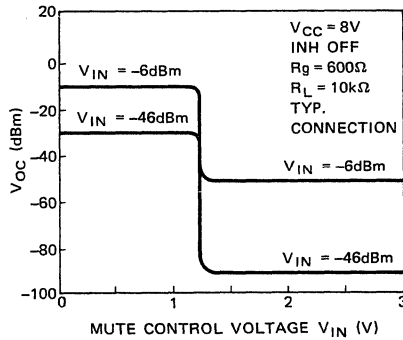 20
0
-20
-40
-60
-80
-100
VOC (dBm)
VIN = -6dBm
VIN = -46dBm
VCC = 8V
INH OFF
Rg = 600Ω
RL = 10kΩ
TYP.
CONNECTION
VIN = -6dBm
VIN = -46dBm
0 1 2 3
MUTE CONTROL VOLTAGE VIN (V)